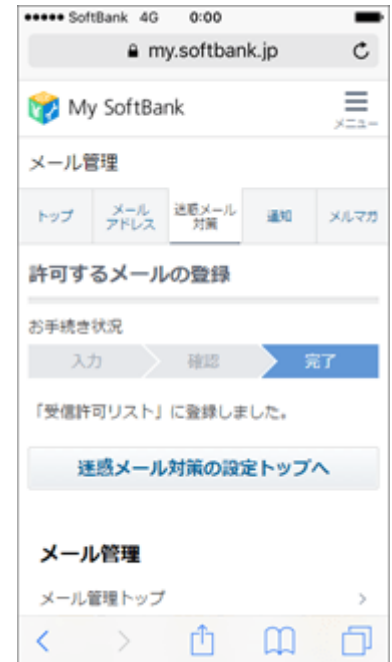 SoftBank 4G 0:00
my.softbank.jp
My SoftBank
メニュー
メール管理
トップ
メール
アドレス
迷惑メール
対策
通知
メルマガ
許可するメールの登録
お手続き状況
入力
確認
完了
「受信許可リスト」に登録しました。
迷惑メール対策の設定トップへ
メール管理
メール管理トップ